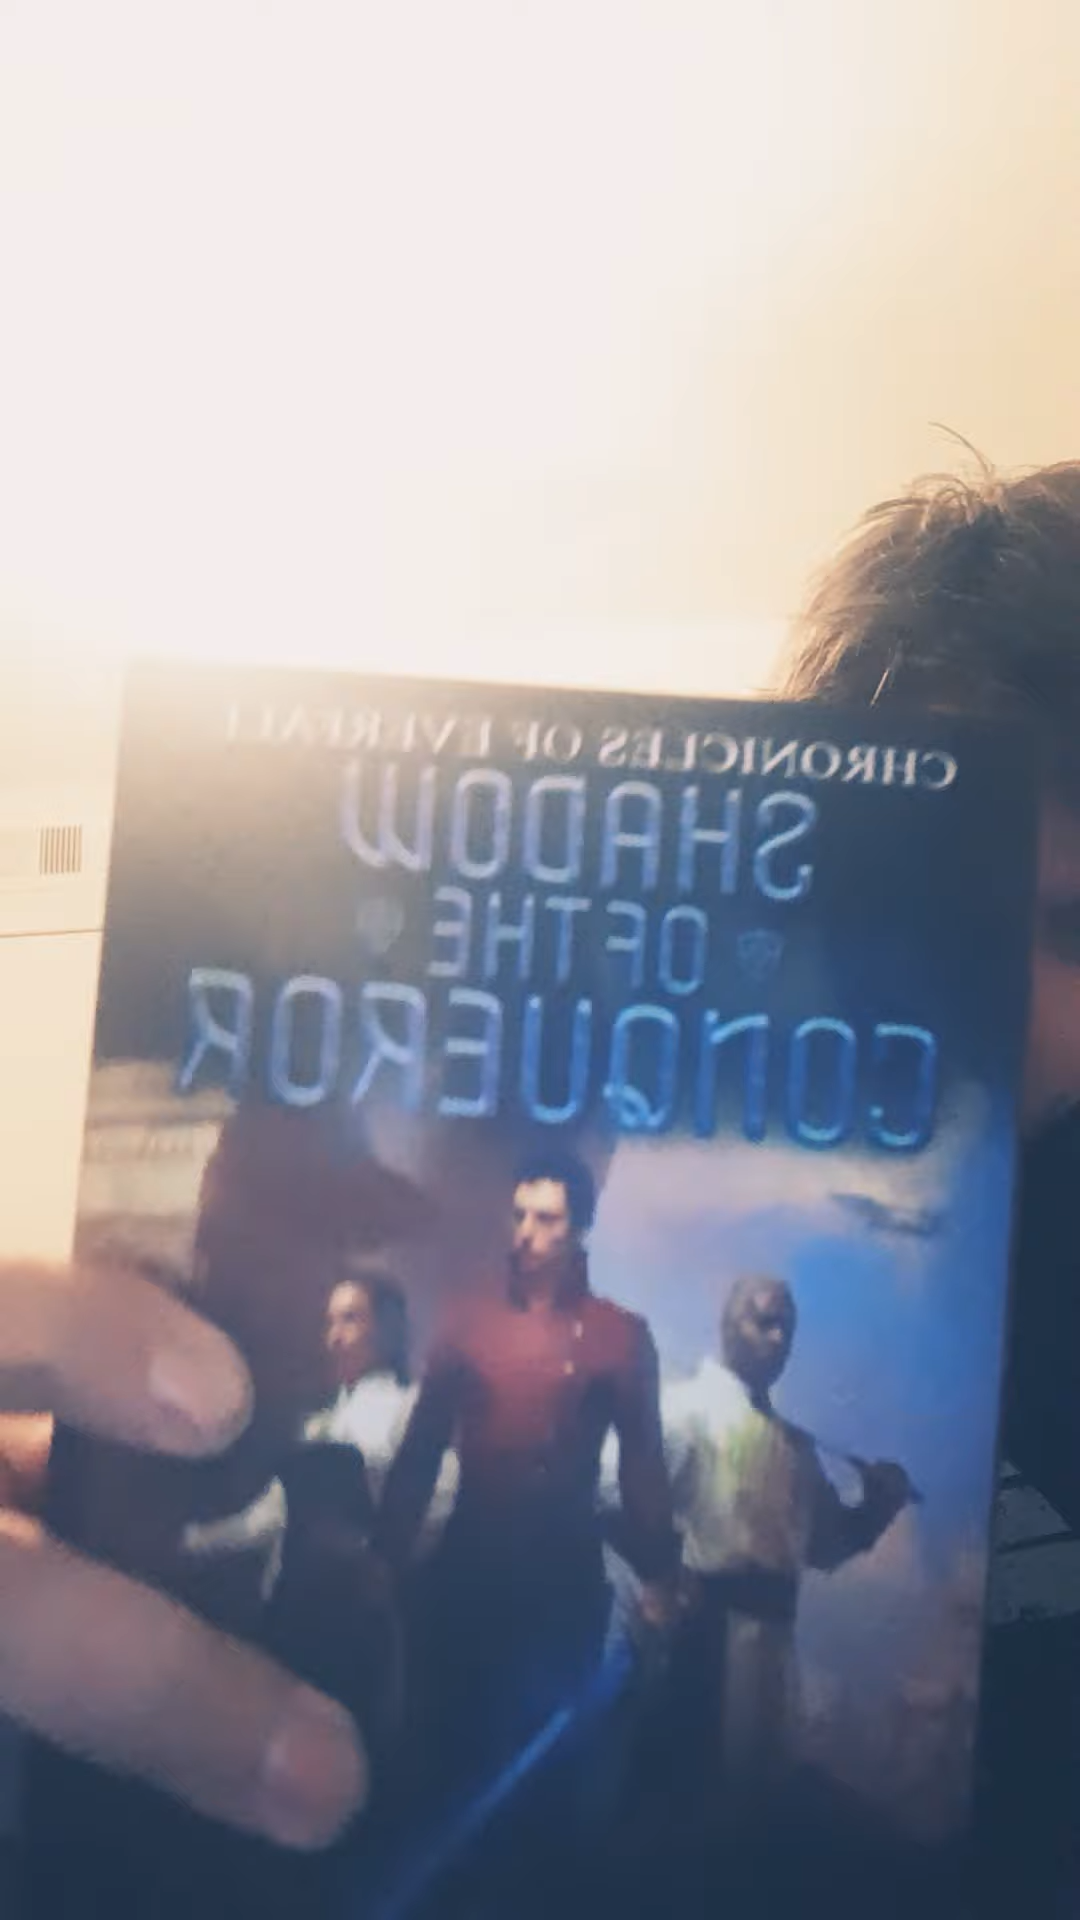 CHRONICLES OF EVERFALL
SHADOW
OF THE
CONQUEROR